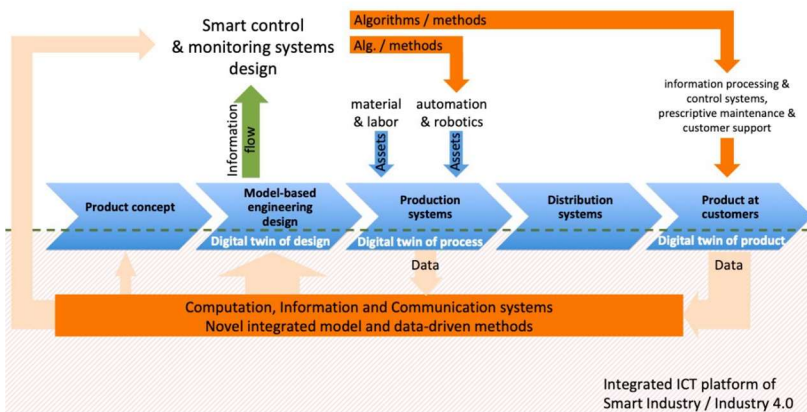 Smart control
& monitoring systems
design
Algorithms / methods
Alg. / methods
material
& labor
automation
& robotics
information processing &
control systems,
prescriptive maintenance &
customer support
Information
flow
Assets
Assets
Product concept
Model-based
engineering
design
Production
systems
Distribution
systems
Product at
customers
Digital twin of design
Digital twin of process
Digital twin of product
Data
Data
Computation, Information and Communication systems
Novel integrated model and data-driven methods
Integrated ICT platform of
Smart Industry / Industry 4.0